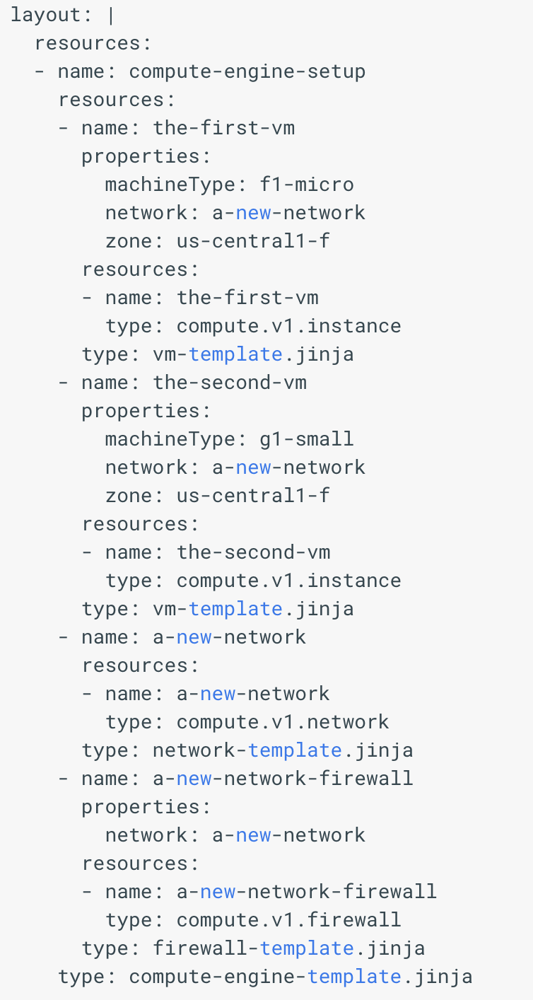 layout: |
  resources:
  - name: compute-engine-setup
    resources:
    - name: the-first-vm
      properties:
        machineType: f1-micro
        network: a-new-network
        zone: us-central1-f
      resources:
      - name: the-first-vm
        type: compute.v1.instance
      type: vm-template.jinja
    - name: the-second-vm
      properties:
        machineType: g1-small
        network: a-new-network
        zone: us-central1-f
      resources:
      - name: the-second-vm
        type: compute.v1.instance
      type: vm-template.jinja
    - name: a-new-network
      resources:
      - name: a-new-network
        type: compute.v1.network
      type: network-template.jinja
    - name: a-new-network-firewall
      properties:
        network: a-new-network
      resources:
      - name: a-new-network-firewall
        type: compute.v1.firewall
      type: firewall-template.jinja
    type: compute-engine-template.jinja